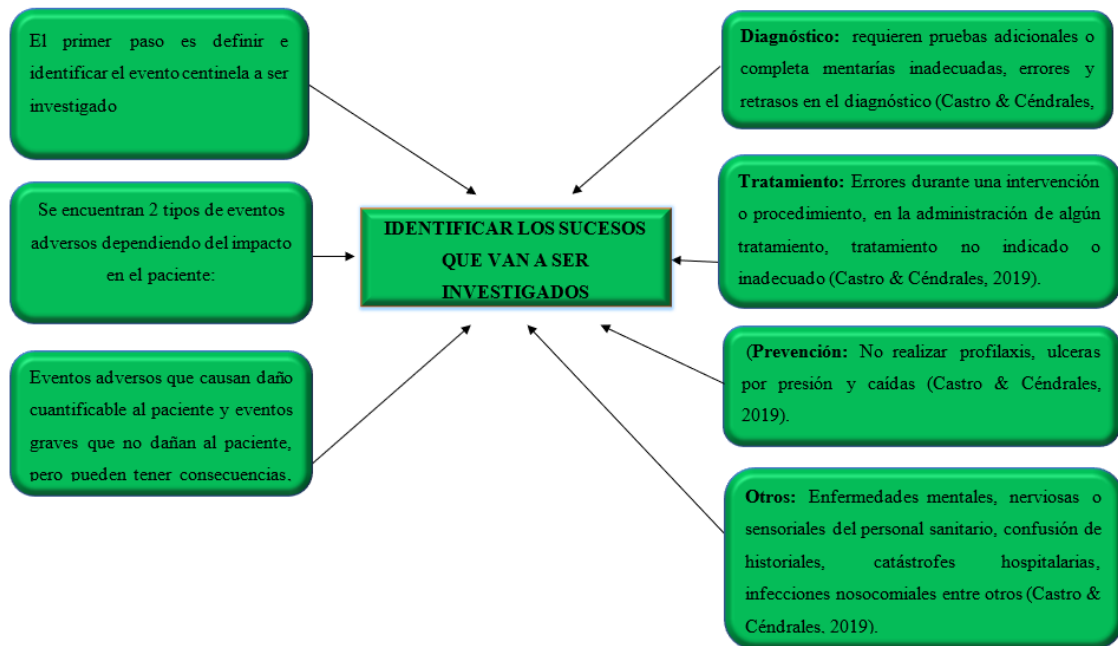 El primer paso es definir e
identificar el evento centinela a ser
investigado
Se encuentran 2 tipos de eventos
adversos dependiendo del impacto
en el paciente:
Eventos adversos que causan daño
cuantificable al paciente y eventos
graves que no dañan al paciente,
pero pueden tener consecuencias.
IDENTIFICAR LOS SUCESOS
QUE VAN A SER
INVESTIGADOS
Diagnóstico: requieren pruebas adicionales o
completa mentarías inadecuadas, errores y
retrasos en el diagnóstico (Castro & Céndrales,
Tratamiento: Errores durante una intervención
o procedimiento, en la administración de algún
tratamiento, tratamiento no indicado o
inadecuado (Castro & Céndrales, 2019).
(Prevención: No realizar profilaxis, ulceras
por presión y caídas (Castro & Céndrales,
2019).
Otros: Enfermedades mentales, nerviosas o
sensoriales del personal sanitario, confusión de
historiales, catástrofes hospitalarias,
infecciones nosocomiales entre otros (Castro &
Céndrales, 2019).